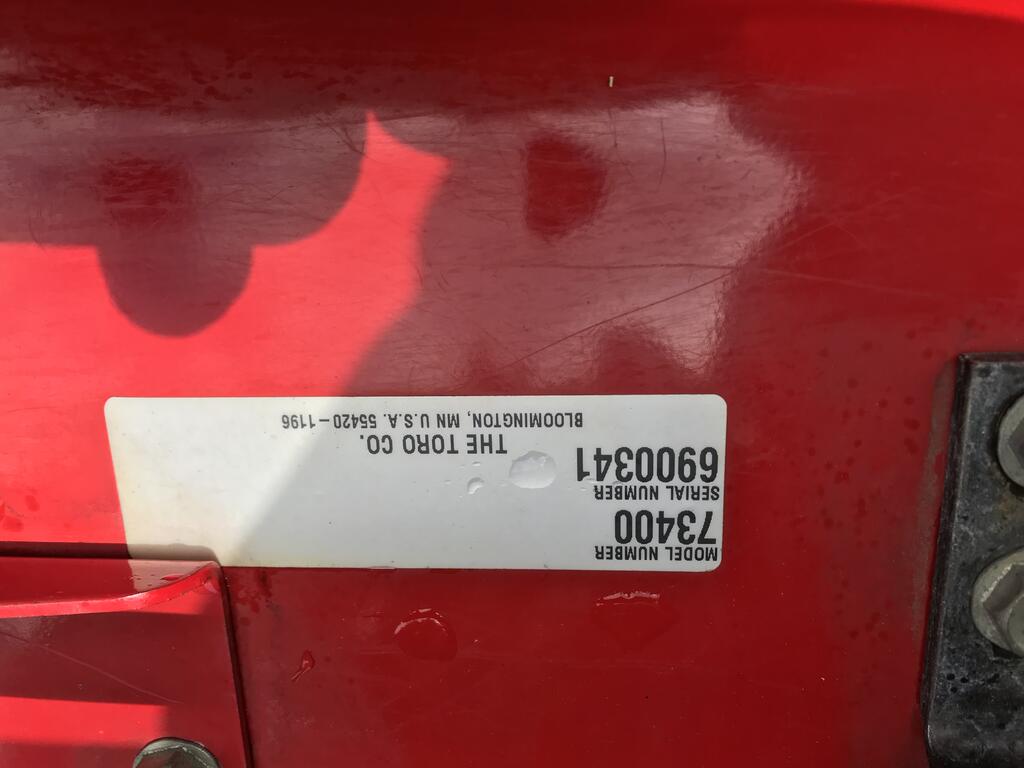 MODEL NUMBER
73400
SERIAL NUMBER
6900341
THE TORO CO.
BLOOMINGTON, MN U.S.A. 55420-1196